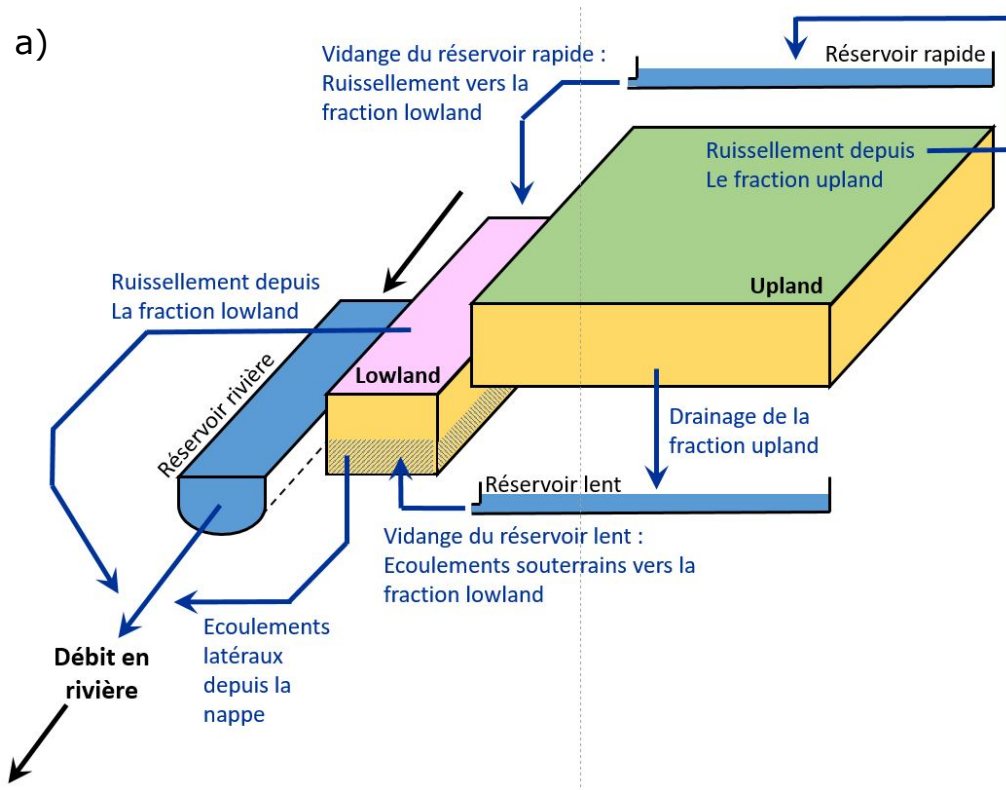 a)
Vidange du réservoir rapide :
Ruissellement vers la
fraction lowland
Réservoir rapide
Ruissellement depuis
Le fraction upland
Upland
Ruissellement depuis
La fraction lowland
Lowland
Réservoir rivière
Drainage de la
fraction upland
Réservoir lent
Vidange du réservoir lent :
Ecoulements souterrains vers la
fraction lowland
Ecoulements
latéraux
depuis la
nappe
Débit en
rivière